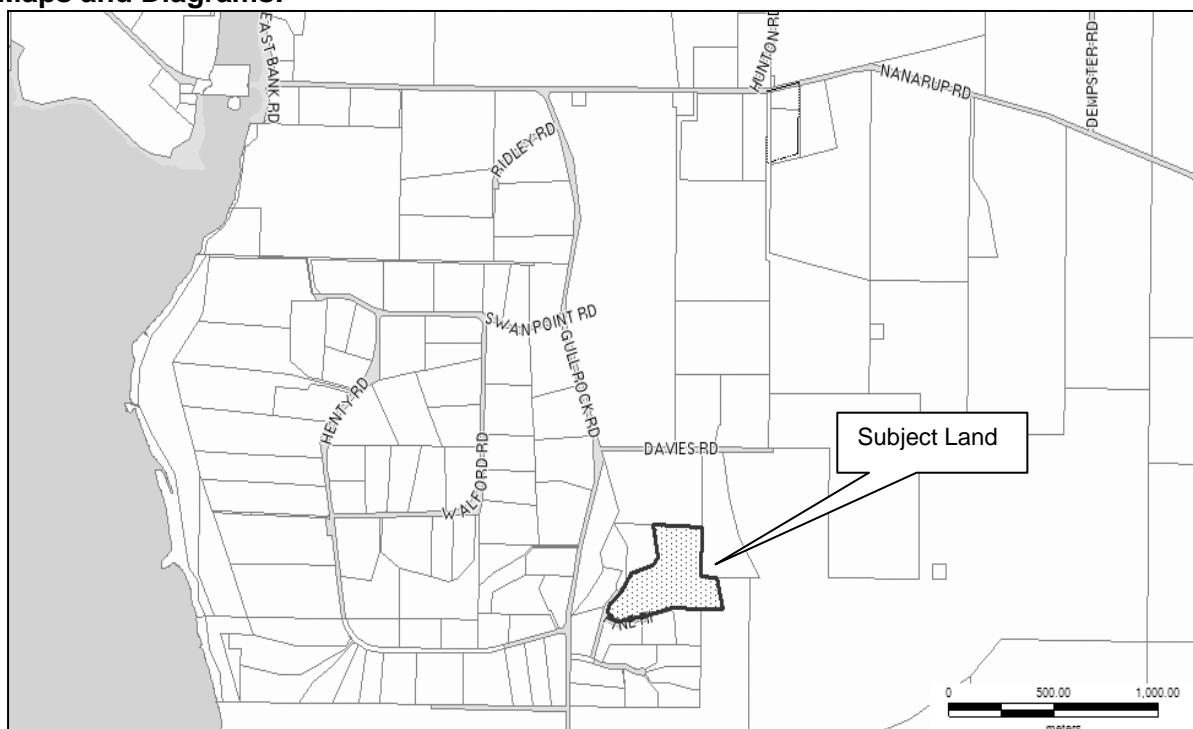 Maps and Diagrams:
EAST BANK RD
HUNTON RD
NANARUP RD
DEMPSTER RD
RIDLEY RD
SWANPOINT RD
GULL ROCK RD
HENTY RD
WALFORD RD
DAVIES RD
Subject Land
0 500.00 1,000.00
meters